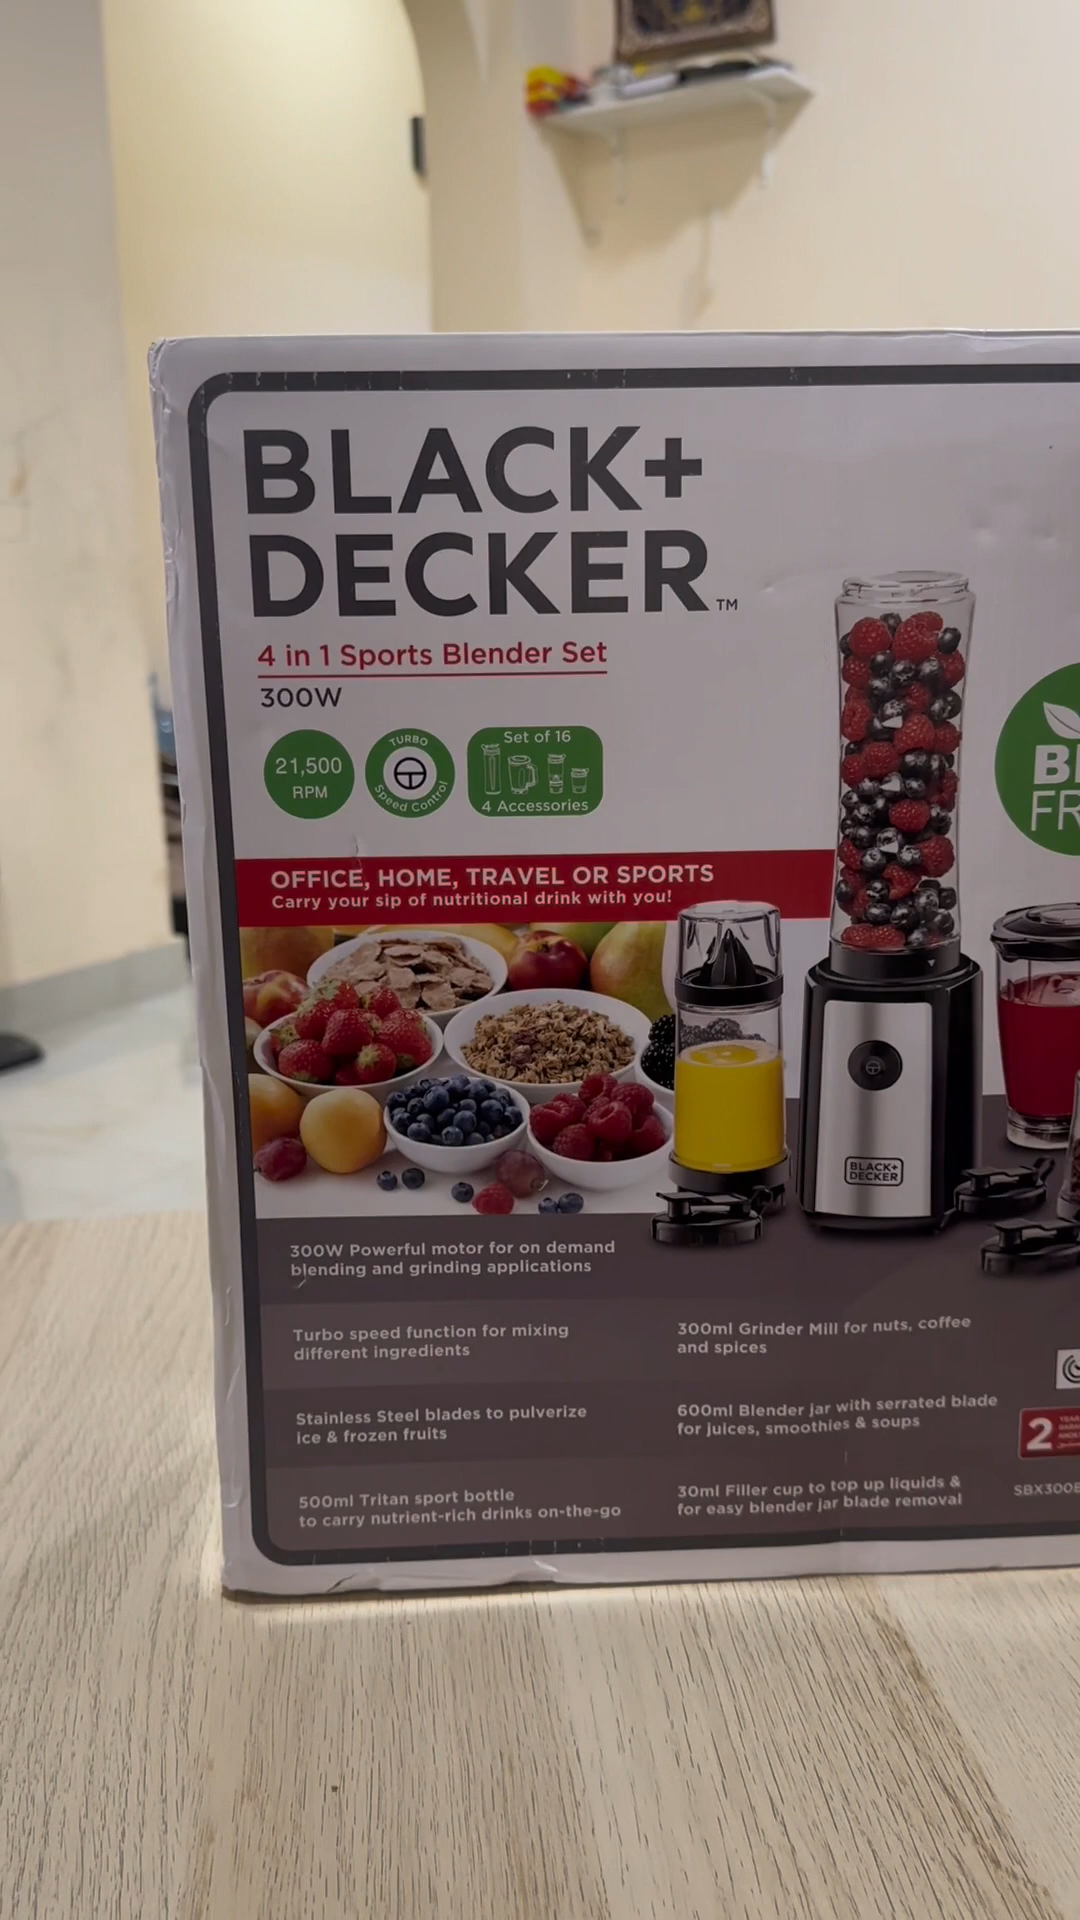 BLACK+
DECKER™
4 in 1 Sports Blender Set
300W
21,500
RPM
TURBO
Speed Control
Set of 16
4 Accessories
OFFICE, HOME, TRAVEL OR SPORTS
Carry your sip of nutritional drink with you!
BLACK+
DECKER
300W Powerful motor for on demand
blending and grinding applications
Turbo speed function for mixing
different ingredients
Stainless Steel blades to pulverize
ice & frozen fruits
500ml Tritan sport bottle
to carry nutrient-rich drinks on-the-go
300ml Grinder Mill for nuts, coffee
and spices
600ml Blender jar with serrated blade
for juices, smoothies & soups
30ml Filler cup to top up liquids &
for easy blender jar blade removal
2